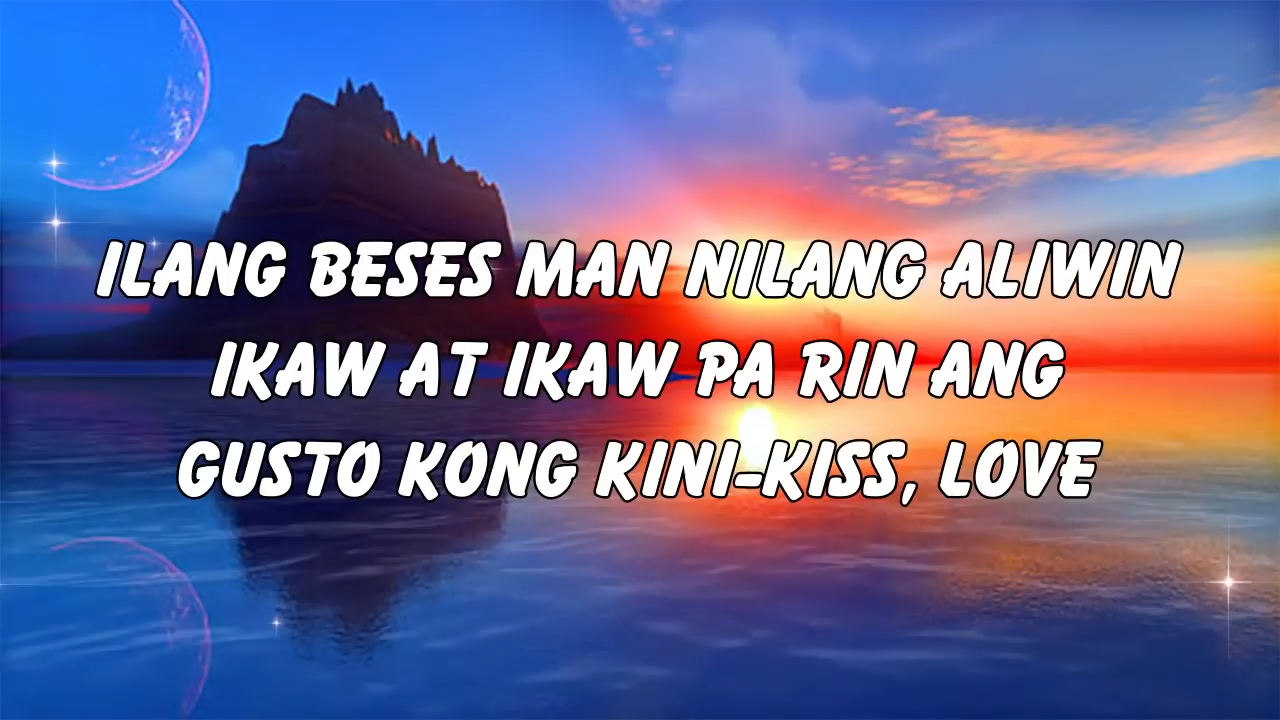 ILANG BESES MAN NILANG ALIWIN
IKAW AT IKAW PA RIN ANG
GUSTO KONG KINI-KISS, LOVE